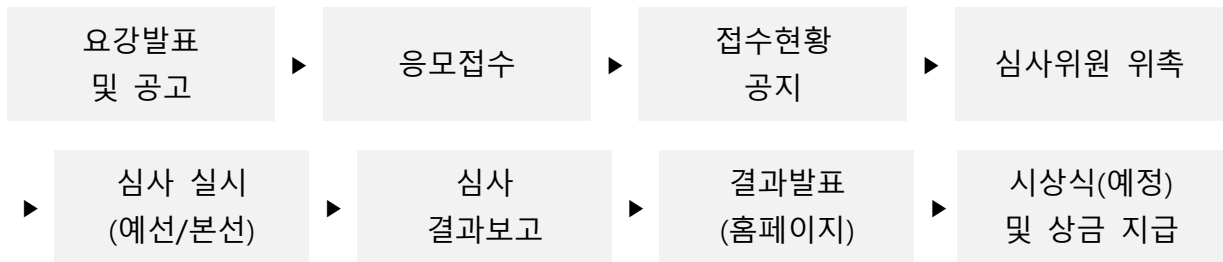 요강발표
및 공고
▶
응모접수
▶
접수현황
공지
▶
심사위원 위촉
▶
심사 실시
(예선/본선)
▶
심사
결과보고
▶
결과발표
(홈페이지)
▶
시상식(예정)
및 상금 지급